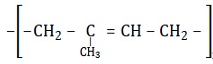 -[-CH₂ - C = CH - CH₂ -]
CH₃